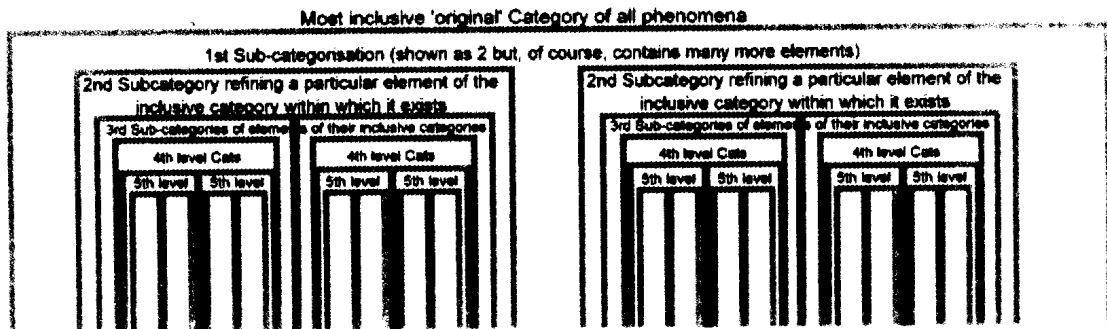 Most inclusive 'original' Category of all phenomena
1st Sub-categorisation (shown as 2 but, of course, contains many more elements)
2nd Subcategory refining a particular element of the
inclusive category within which it exists
3rd Sub-categories of elements of their inclusive categories
4th level Cats
4th level Cats
5th level
5th level
5th level
5th level
2nd Subcategory refining a particular element of the
inclusive category within which it exists
3rd Sub-categories of elements of their inclusive categories
4th level Cats
4th level Cats
5th level
5th level
5th level
5th level